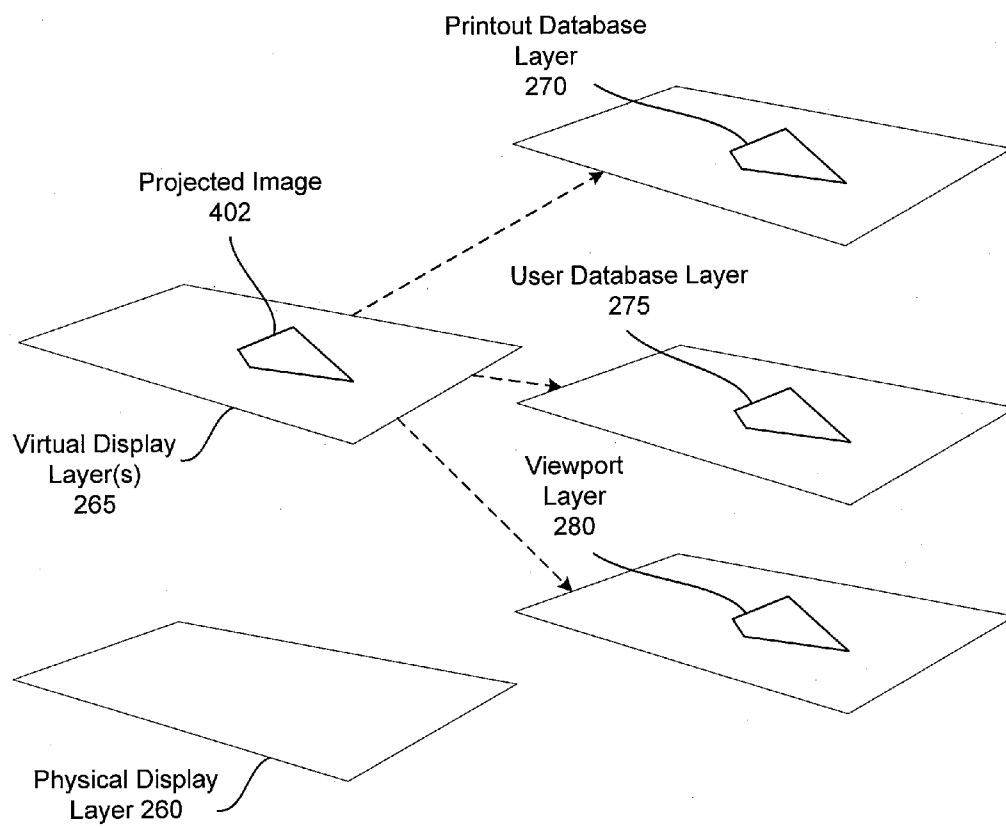 Printout Database
Layer
270
Projected Image
402
User Database Layer
275
Virtual Display
Layer(s)
265
Viewport
Layer
280
Physical Display
Layer 260